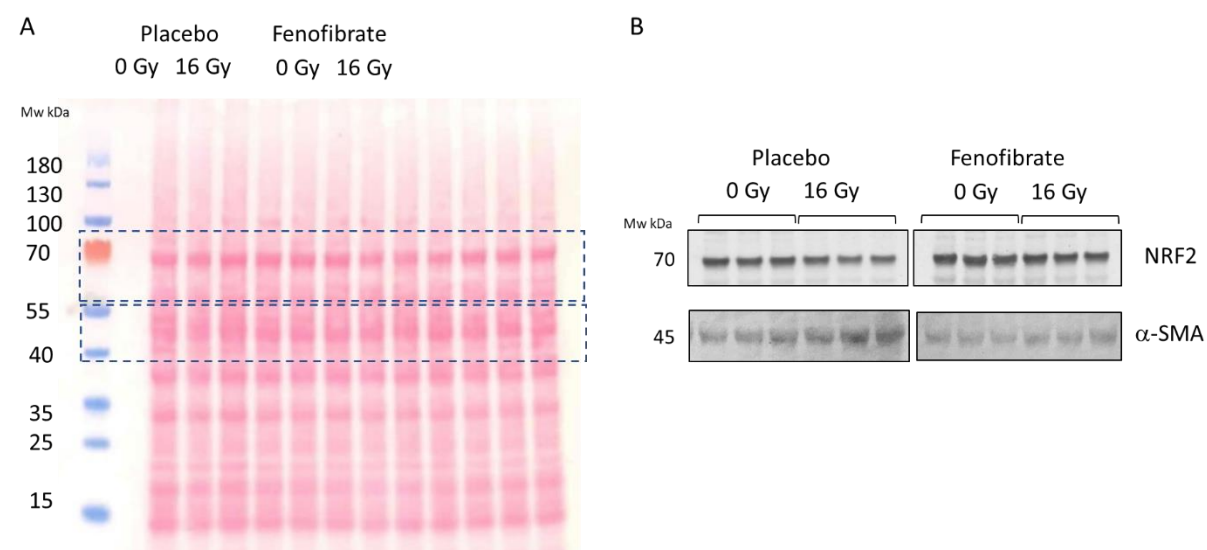 A
Placebo Fenofibrate
0 Gy 16 Gy 0 Gy 16 Gy
Mw kDa
180
130
100
70
55
40
35
25
15
B
Placebo Fenofibrate
0 Gy 16 Gy 0 Gy 16 Gy
Mw kDa
70 NRF2
45 α-SMA